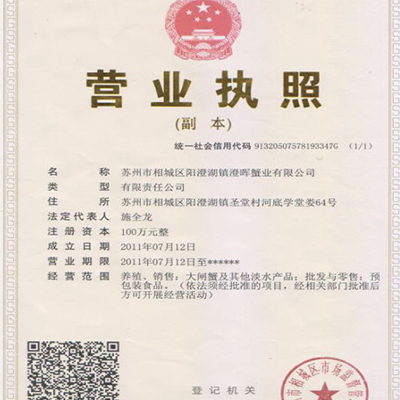 营业执照
(副 本)
统一社会信用代码 91320507578193347G (1/1)
名称 苏州市相城区阳澄湖镇澄晖蟹业有限公司
类型 有限责任公司
住所 苏州市相城区阳澄湖镇圣堂村河底学堂娄64号
法定代表人 施全龙
注册资本 100万元整
成立日期 2011年07月12日
营业期限 2011年07月12日至******
经营范围 养殖、销售：大闸蟹及其他淡水产品；批发与零售：预
包装食品。（依法须经批准的项目，经相关部门批准后
方可开展经营活动）
登记机关
市相城区市场监督管